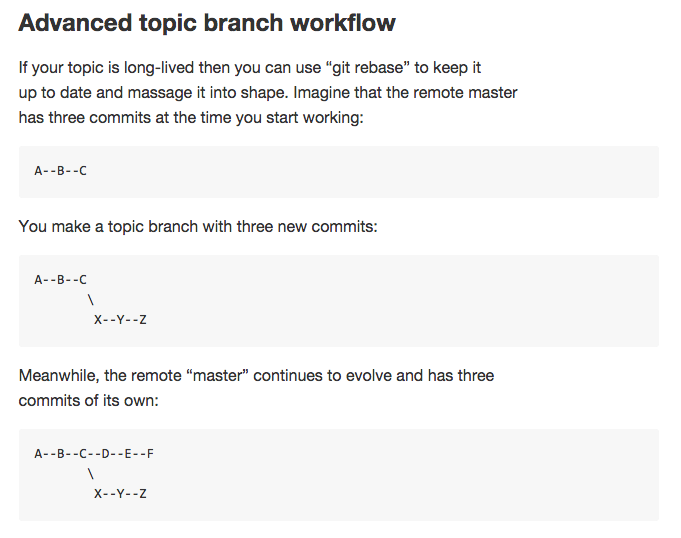 Advanced topic branch workflow
If your topic is long-lived then you can use “git rebase” to keep it
up to date and massage it into shape. Imagine that the remote master
has three commits at the time you start working:
A--B--C
You make a topic branch with three new commits:
A--B--C
       \
        X--Y--Z
Meanwhile, the remote “master” continues to evolve and has three
commits of its own:
A--B--C--D--E--F
       \
        X--Y--Z